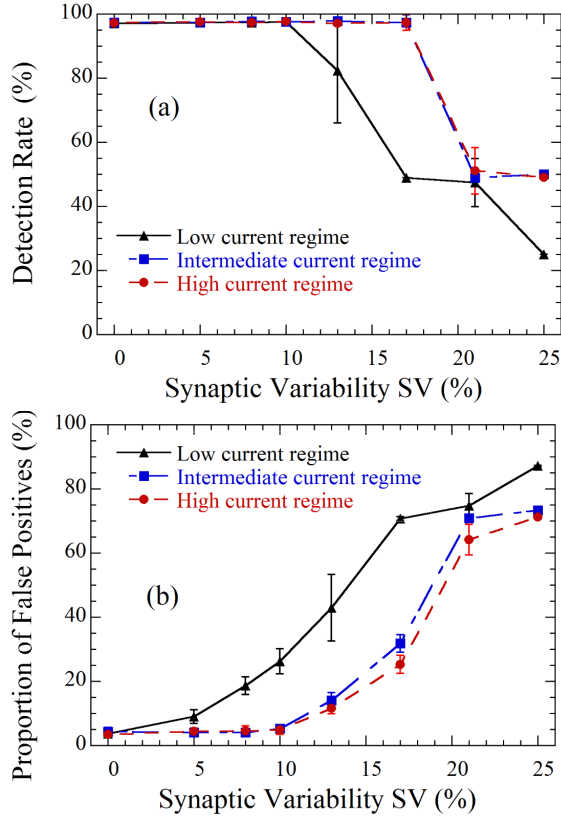 100
80
60
40
20
0
Detection Rate (%)
(a)
Low current regime
Intermediate current regime
High current regime
0 5 10 15 20 25
Synaptic Variability SV (%)
100
80
60
40
20
0
Proportion of False Positives (%)
Low current regime
Intermediate current regime
High current regime
(b)
0 5 10 15 20 25
Synaptic Variability SV (%)